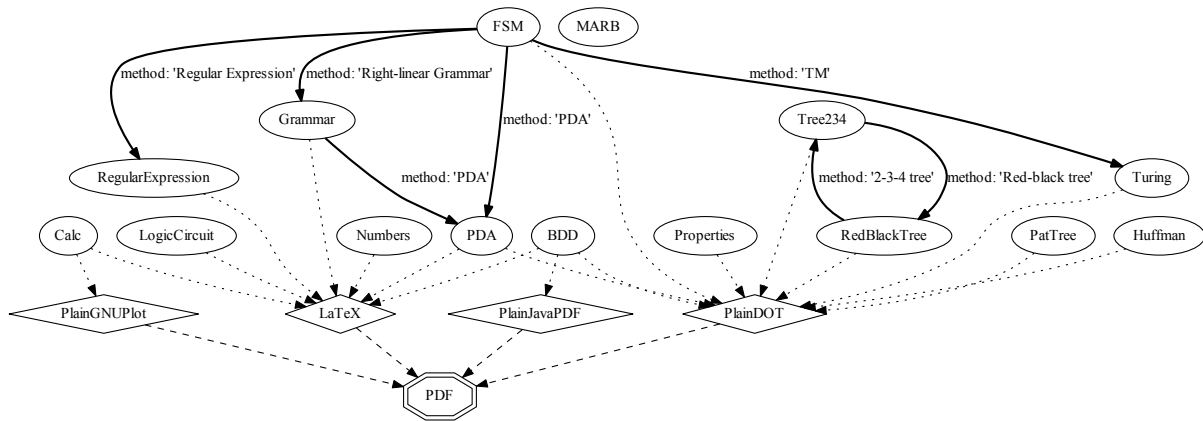 FSM
MARB
method: 'Regular Expression'
method: 'Right-linear Grammar'
method: 'TM'
Grammar
method: 'PDA'
Tree234
RegularExpression
method: 'PDA'
method: '2-3-4 tree'
method: 'Red-black tree'
Turing
Calc
LogicCircuit
Numbers
PDA
BDD
Properties
RedBlackTree
PatTree
Huffman
PlainGNUPlot
LaTeX
PlainJavaPDF
PlainDOT
PDF